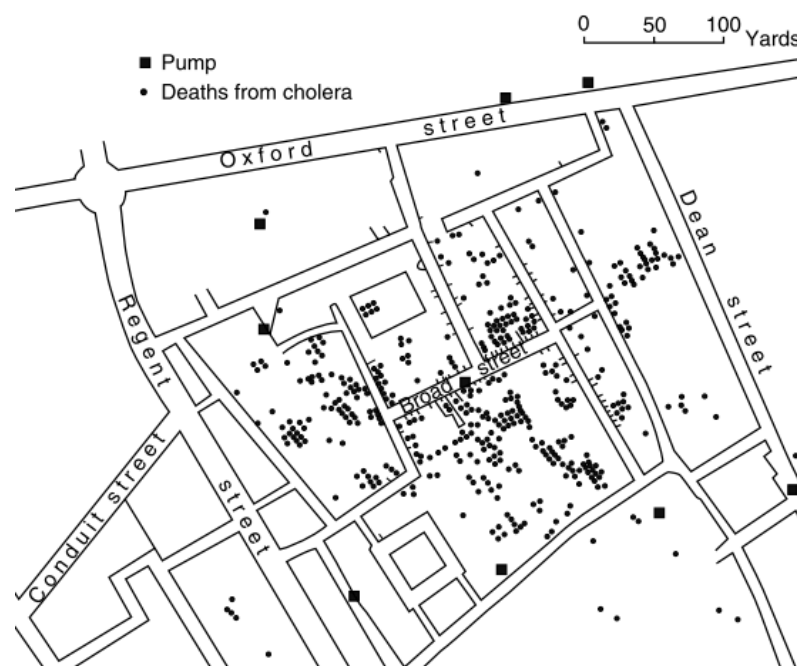 0 50 100
Yards
Pump
Deaths from cholera
Oxford street
Dean street
Regent street
Broad street
Conduit street